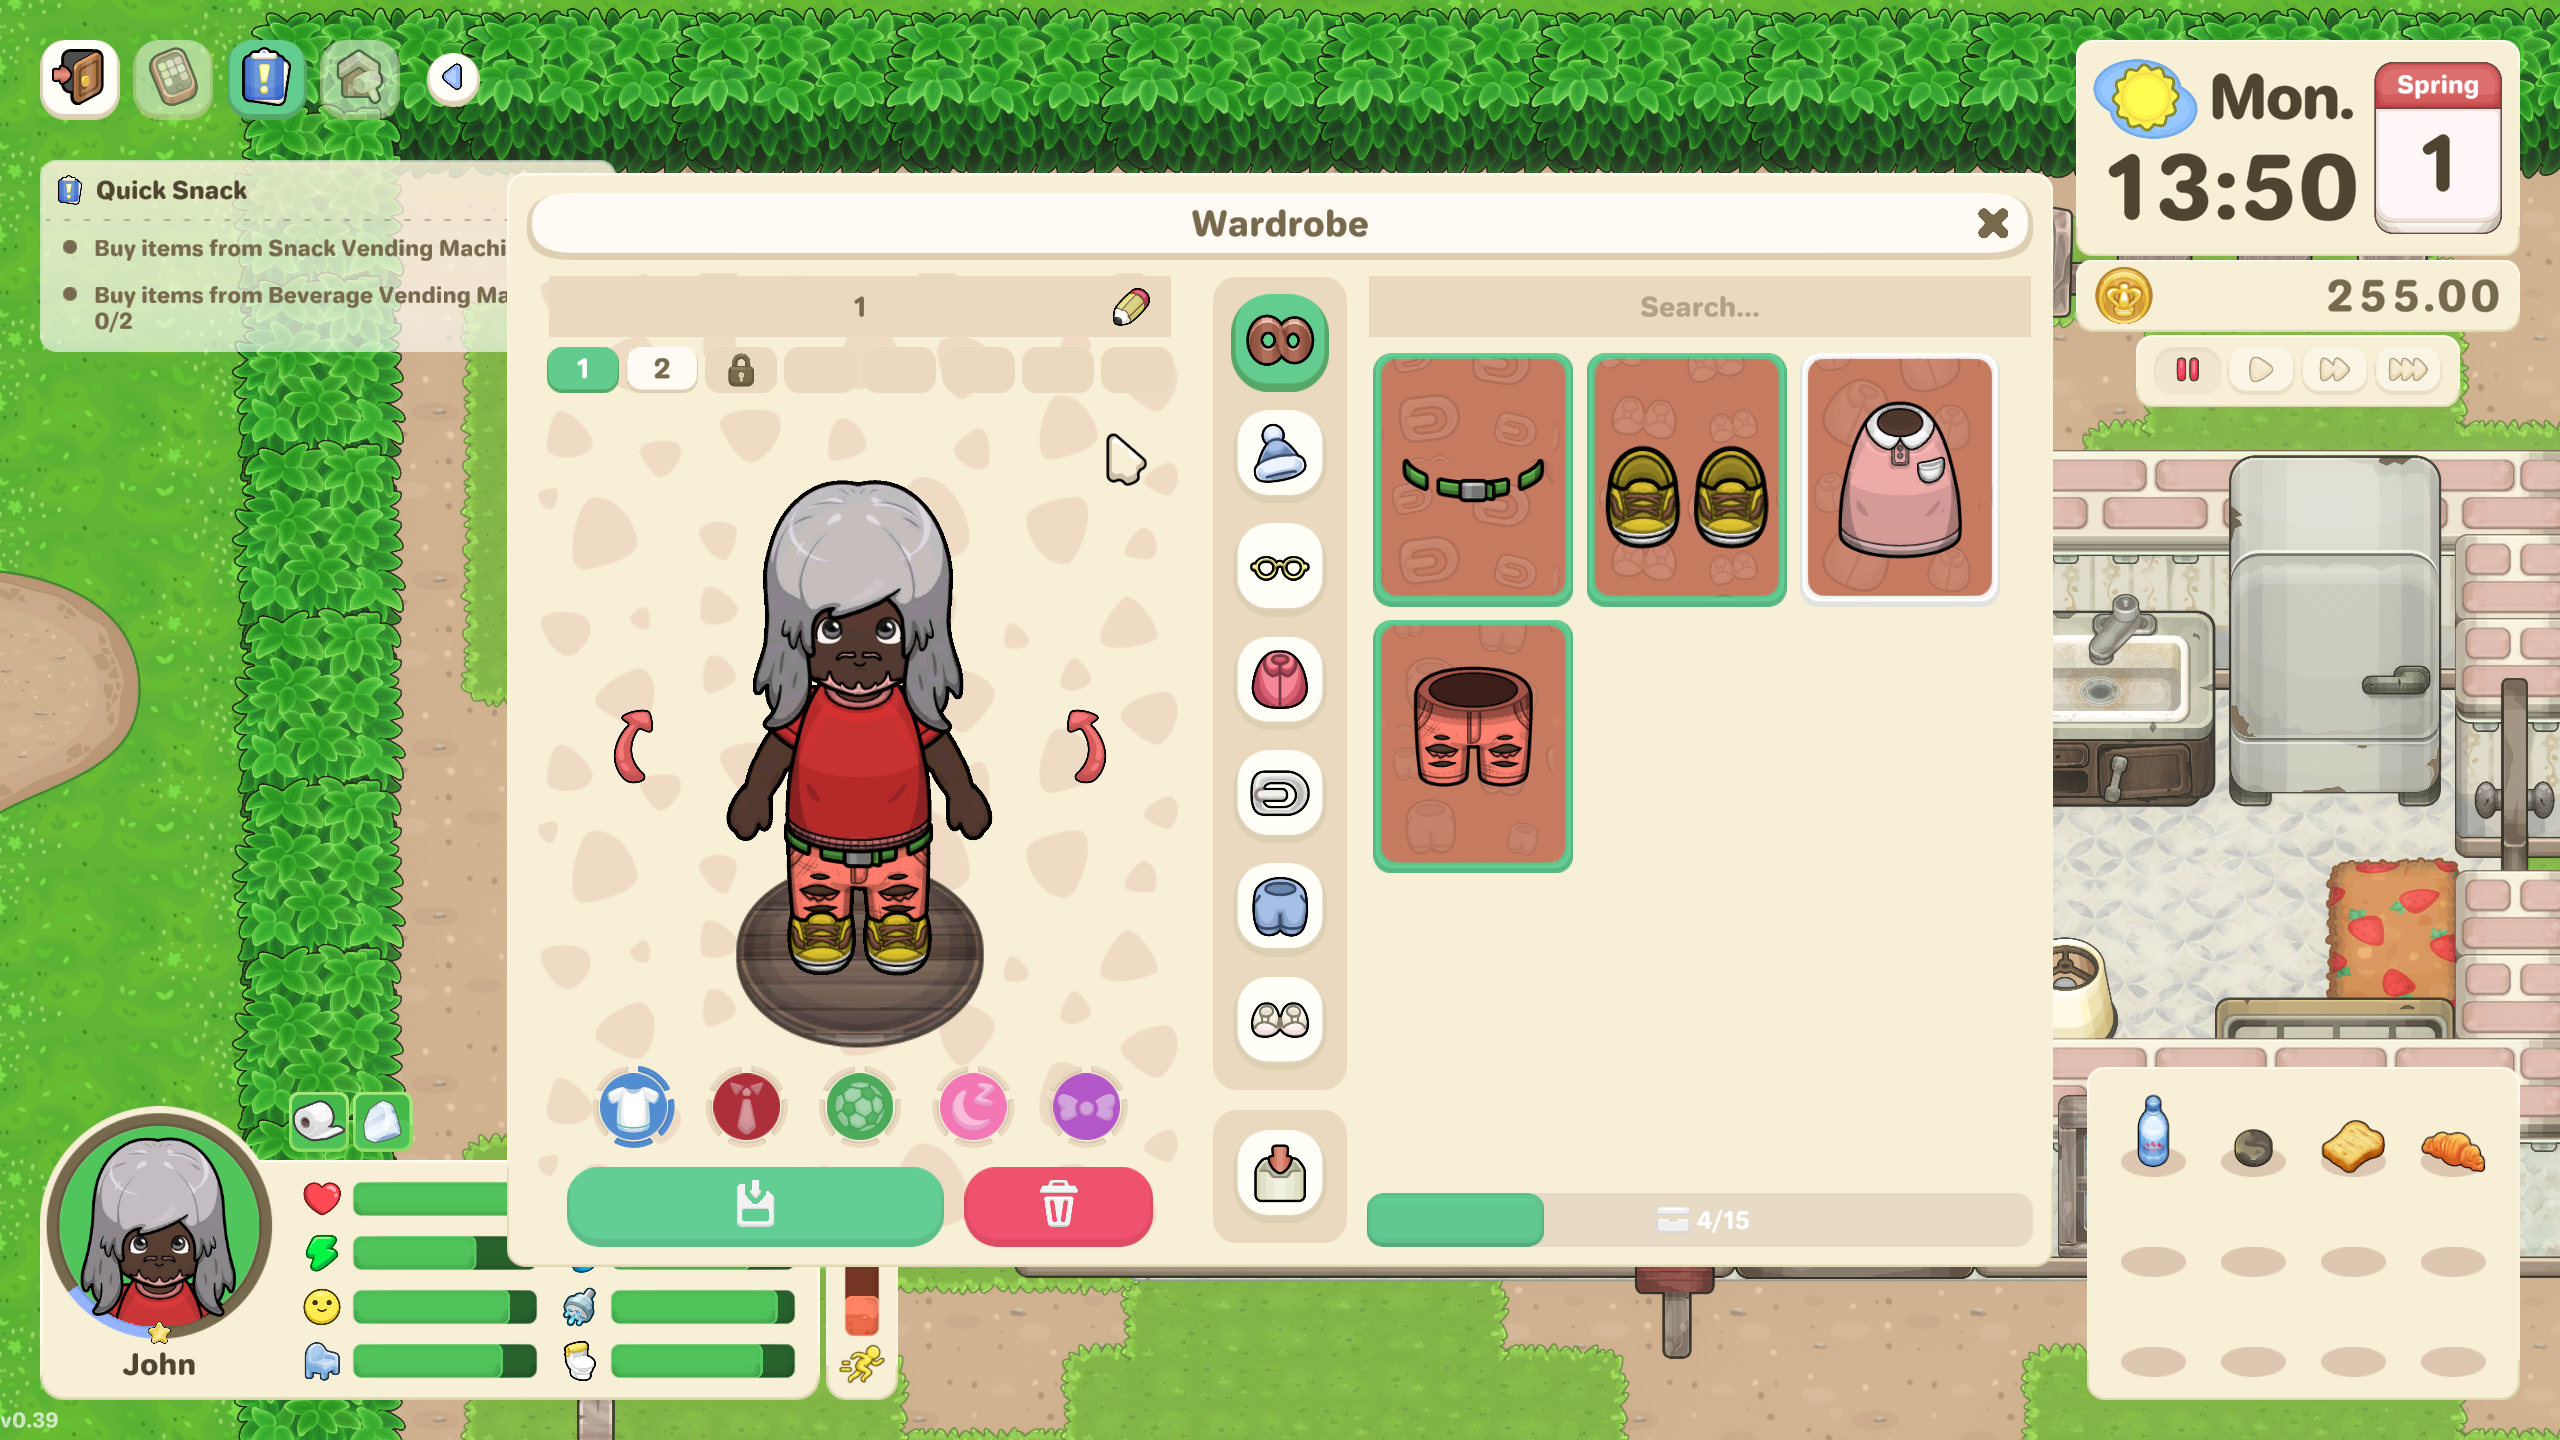 Quick Snack
Buy items from Snack Vending Machi
Buy items from Beverage Vending Ma
0/2
Wardrobe
1
Search...
1
2
4/15
Mon.
13:50
Spring
1
255.00
John
v0.39